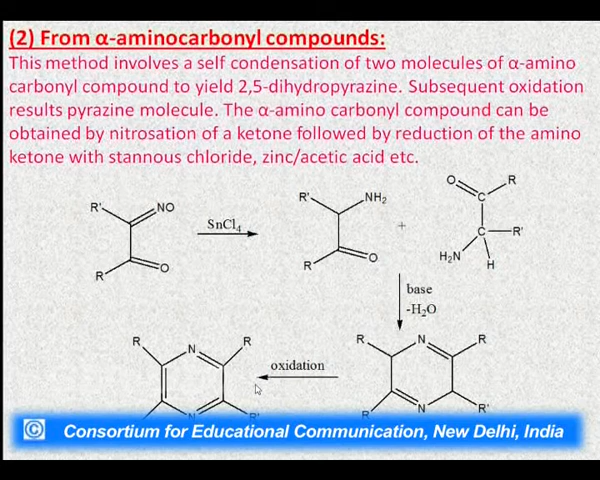 (2) From α-aminocarbonyl compounds:
This method involves a self condensation of two molecules of α-amino
carbonyl compound to yield 2,5-dihydropyrazine. Subsequent oxidation
results pyrazine molecule. The α-amino carbonyl compound can be
obtained by nitrosation of a ketone followed by reduction of the amino
ketone with stannous chloride, zinc/acetic acid etc.
R' NO
R O
SnCl₄
R' NH₂
R O
+
O R
C
C R'
H₂N H
base
-H₂O
R N R
R N R'
oxidation
R N R
N R'
© Consortium for Educational Communication, New Delhi, India